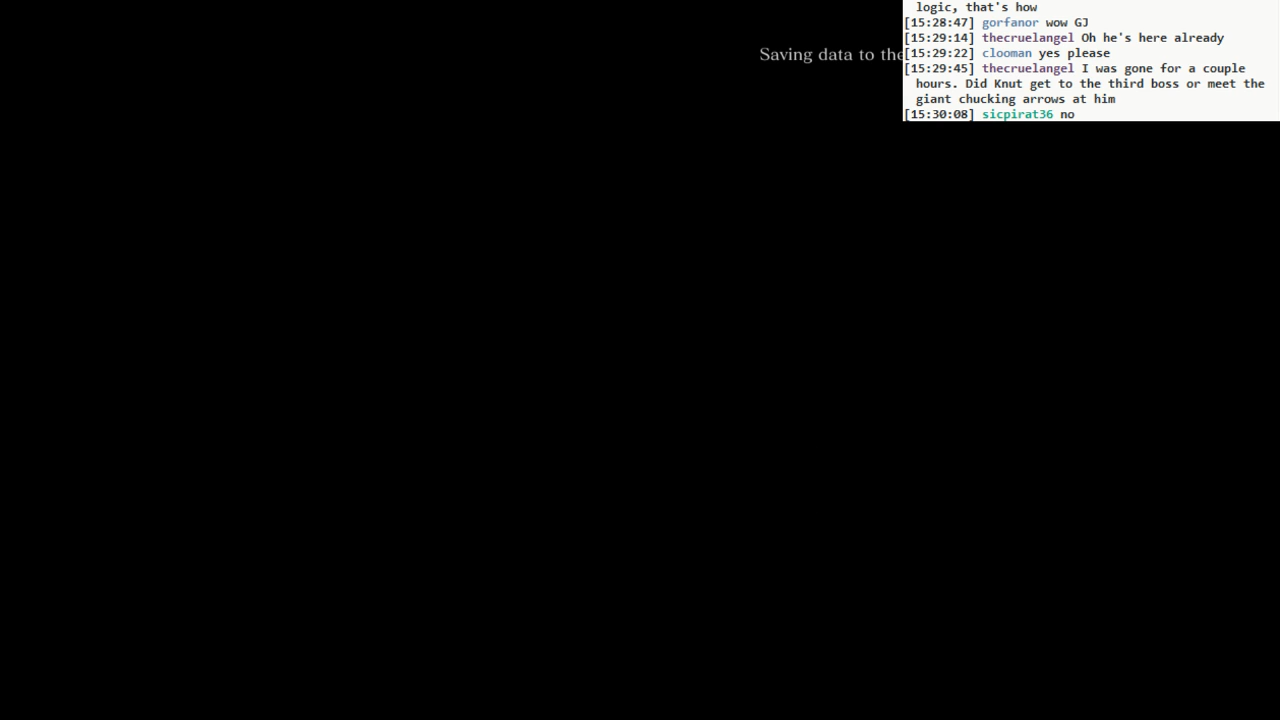 logic, that's how
[15:28:47] gorfanor wow GJ
[15:29:14] thecruelangel Oh he's here already
Saving data to the
[15:29:22] clooman yes please
[15:29:45] thecruelangel I was gone for a couple
hours. Did Knut get to the third boss or meet the
giant chucking arrows at him
[15:30:08] sicpirat36 no